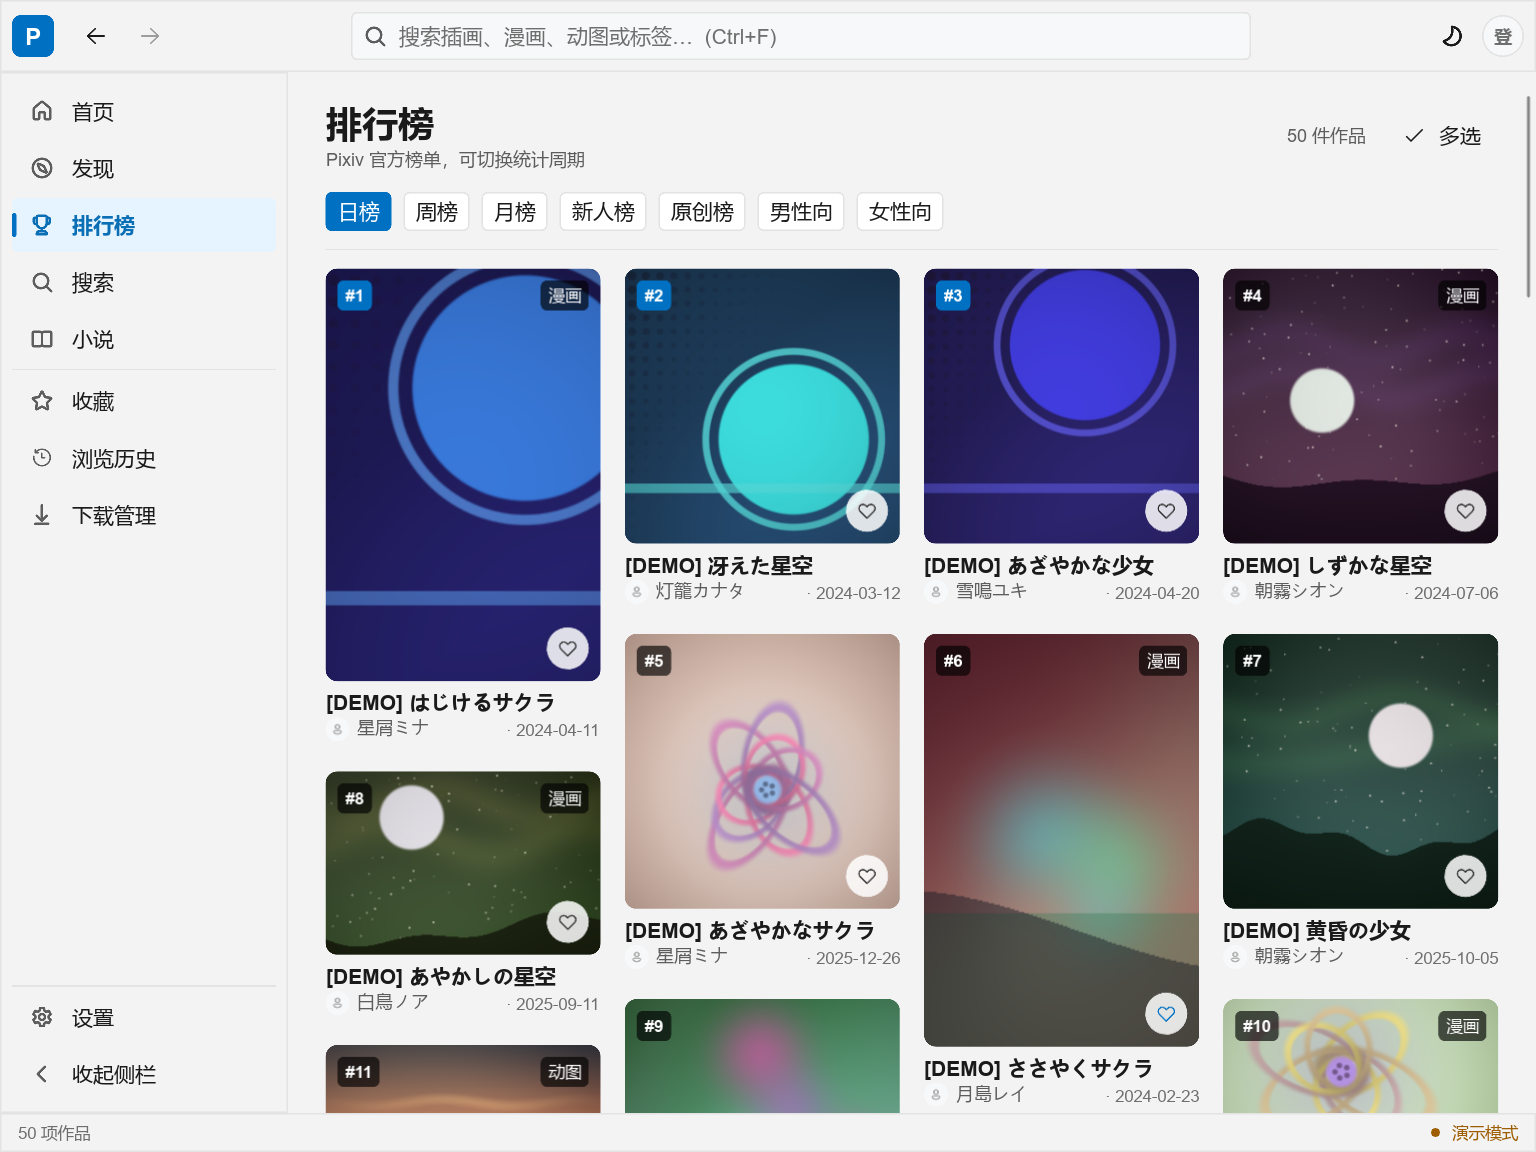 P
搜索插画、漫画、动图或标签… (Ctrl+F)
登
首页
发现
排行榜
搜索
小说
收藏
浏览历史
下载管理
设置
收起侧栏
排行榜
Pixiv 官方榜单，可切换统计周期
50 件作品
多选
日榜 周榜 月榜 新人榜 原创榜 男性向 女性向
#1 漫画
[DEMO] はじけるサクラ
星屑ミナ · 2024-04-11
#2
[DEMO] 冴えた星空
灯籠カナタ · 2024-03-12
#3
[DEMO] あざやかな少女
雪鳴ユキ · 2024-04-20
#4 漫画
[DEMO] しずかな星空
朝霧シオン · 2024-07-06
#5
[DEMO] あざやかなサクラ
星屑ミナ · 2025-12-26
#6 漫画
[DEMO] ささやくサクラ
月島レイ · 2024-02-23
#7
[DEMO] 黄昏の少女
朝霧シオン · 2025-10-05
#8 漫画
[DEMO] あやかしの星空
白鳥ノア · 2025-09-11
#9
#10 漫画
#11 动图
50 项作品
演示模式